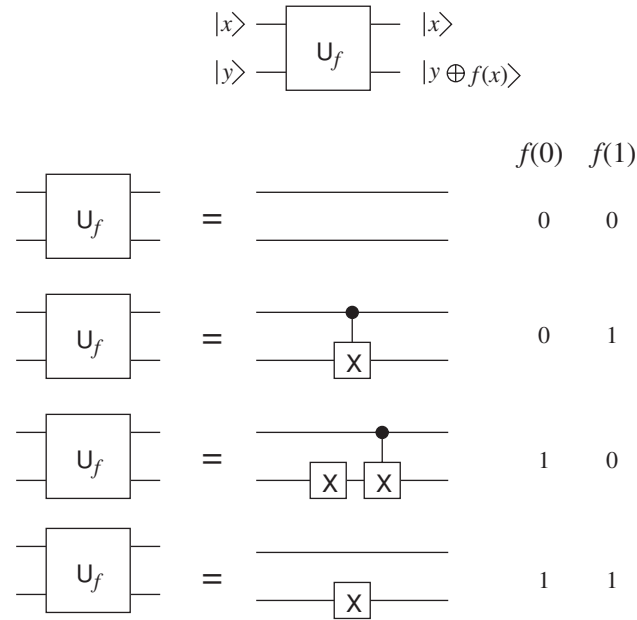 |x⟩ U_f |x⟩
|y⟩ |y ⊕ f(x)⟩
f(0) f(1)
U_f = 0 0
U_f = X 0 1
U_f = X X 1 0
U_f = X 1 1